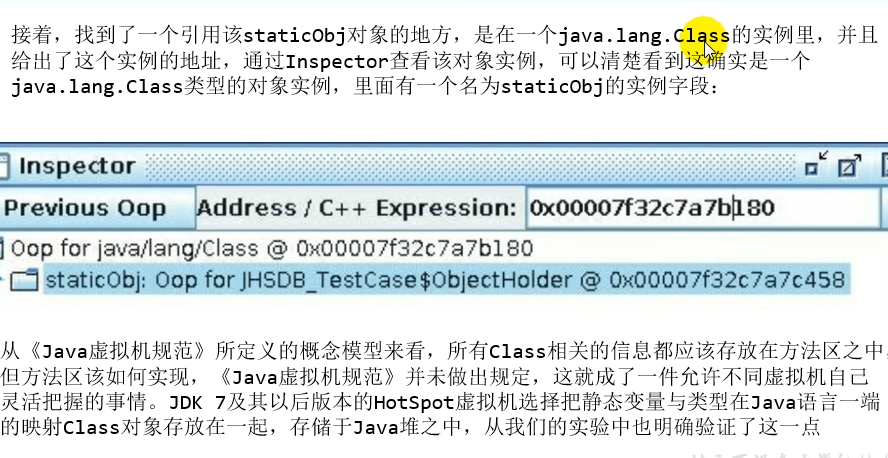 接着，找到了一个引用该staticObj对象的地方，是在一个java.lang.Class的实例里，并且
给出了这个实例的地址，通过Inspector查看该对象实例，可以清楚看到这确实是一个
java.lang.Class类型的对象实例，里面有一个名为staticObj的实例字段：
Inspector
Previous Oop Address / C++ Expression: 0x00007f32c7a7b180
Oop for java/lang/Class @ 0x00007f32c7a7b180
staticObj: Oop for JHSDB_TestCase$ObjectHolder @ 0x00007f32c7a7c458
从《Java虚拟机规范》所定义的概念模型来看，所有Class相关的信息都应该存放在方法区之中，
但方法区该如何实现，《Java虚拟机规范》并未做出规定，这就成了一件允许不同虚拟机自己
灵活把握的事情。JDK 7及其以后版本的HotSpot虚拟机选择把静态变量与类型在Java语言一端
的映射Class对象存放在一起，存储于Java堆之中，从我们的实验中也明确验证了这一点